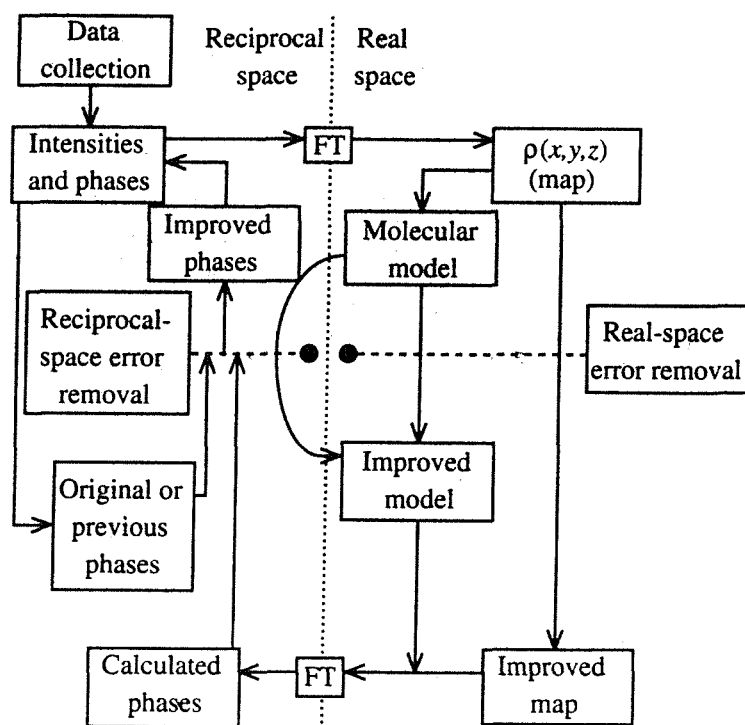 Data
collection
Reciprocal
space
Real
space
Intensities
and phases
FT
ρ(x,y,z)
(map)
Improved
phases
Molecular
model
Reciprocal-
space error
removal
Real-space
error removal
Original or
previous
phases
Improved
model
Calculated
phases
FT
Improved
map